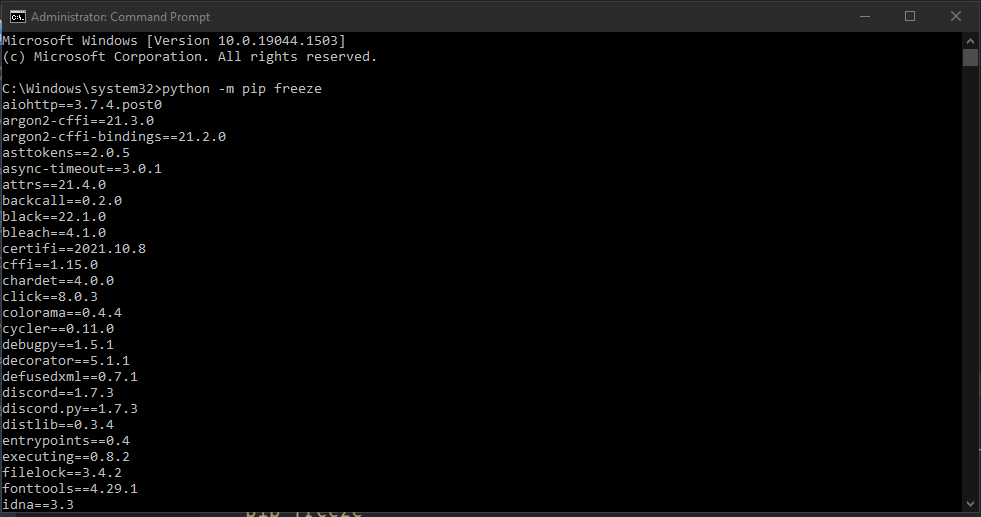 Administrator: Command Prompt
Microsoft Windows [Version 10.0.19044.1503]
(c) Microsoft Corporation. All rights reserved.
C:\Windows\system32>python -m pip freeze
aiohttp==3.7.4.post0
argon2-cffi==21.3.0
argon2-cffi-bindings==21.2.0
asttokens==2.0.5
async-timeout==3.0.1
attrs==21.4.0
backcall==0.2.0
black==22.1.0
bleach==4.1.0
certifi==2021.10.8
cffi==1.15.0
chardet==4.0.0
click==8.0.3
colorama==0.4.4
cycler==0.11.0
debugpy==1.5.1
decorator==5.1.1
defusedxml==0.7.1
discord==1.7.3
discord.py==1.7.3
distlib==0.3.4
entrypoints==0.4
executing==0.8.2
filelock==3.4.2
fonttools==4.29.1
idna==3.3
pip freeze